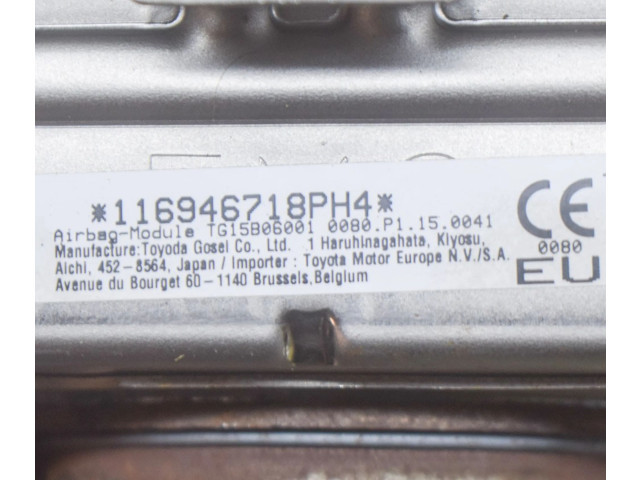 *116946718PH4*
Airbag-Module TG15B06001 0080.P1.15.0041
Manufacture:Toyoda Gosei Co., Ltd. 1 Haruhinagahata, Kiyosu,
Aichi, 452-8564, Japan / Importer : Toyota Motor Europe N.V./S.A.
Avenue du Bourget 60-1140 Brussels,Belgium
CE
0080
EU